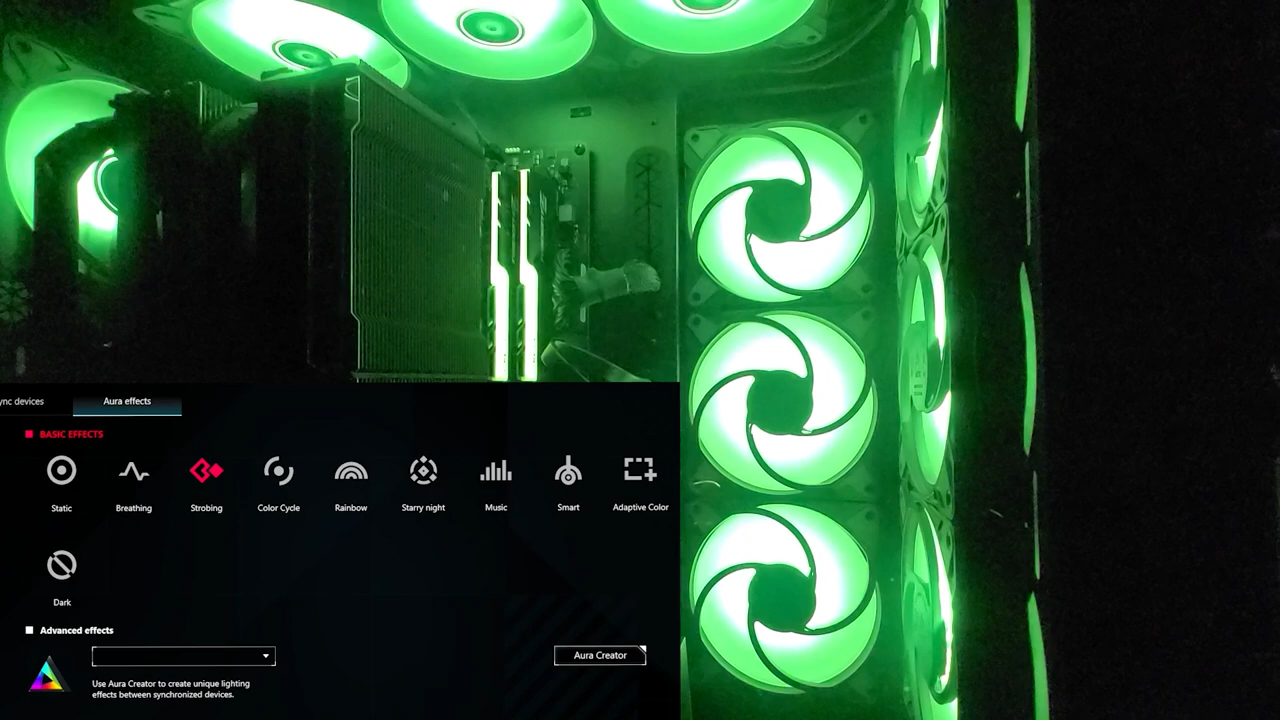 ync devices
Aura effects
BASIC EFFECTS
Static
Breathing
Strobing
Color Cycle
Rainbow
Starry night
Music
Smart
Adaptive Color
Dark
Advanced effects
Aura Creator
Use Aura Creator to create unique lighting
effects between synchronized devices.